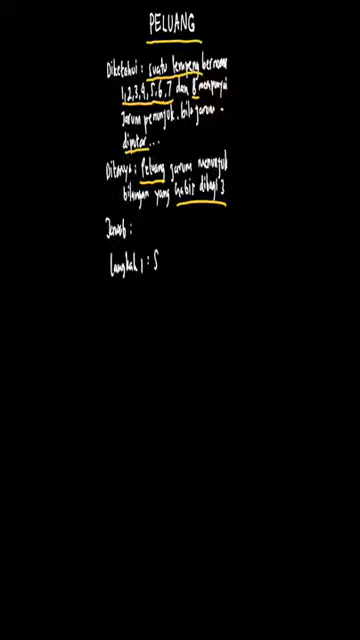 PELUANG
Diketahui : suatu lempeng bernomor
1, 2, 3, 4, 5, 6, 7 dan 8 mempunyai
Jarum penunjuk, bila jarum
diputar ...
Ditanya : Peluang jarum menunjuk
bilangan yang habis dibagi 3
Jawab :
Langkah 1 : S